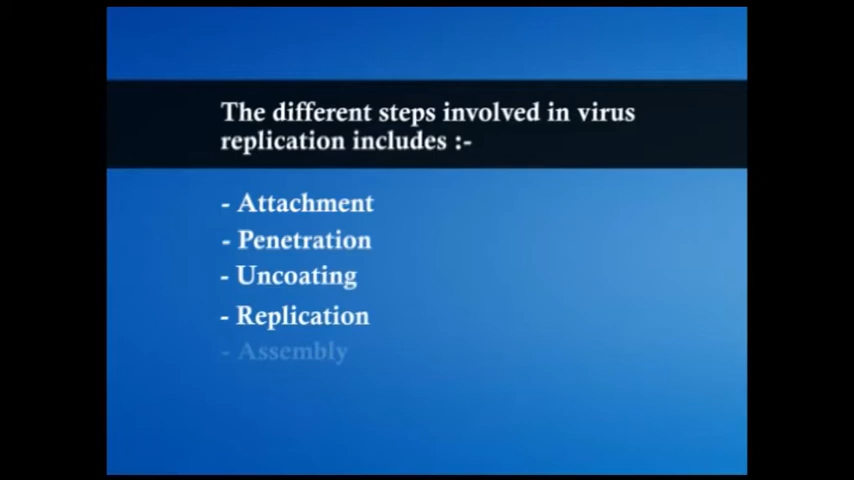 The different steps involved in virus
replication includes :-
- Attachment
- Penetration
- Uncoating
- Replication
- Assembly